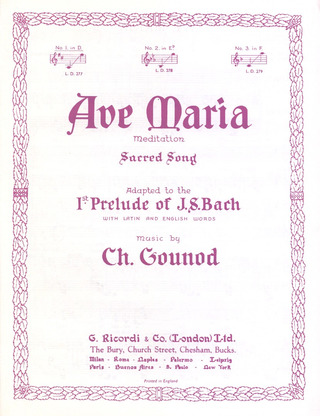 No. 1. in D. No. 2. in E♭ No. 3. in F.
L. D. 277 L. D. 278 L. D. 279
Ave Maria
Meditation
Sacred Song
Adapted to the
1st Prelude of J.S. Bach
WITH LATIN AND ENGLISH WORDS
Music by
Ch. Gounod
G. Ricordi & Co. (London) Ltd.
The Bury, Church Street, Chesham, Bucks.
Milan - Rome - Naples - Palermo - Leipzig
Paris - Buenos Aires - S. Paulo - New York
Printed in England